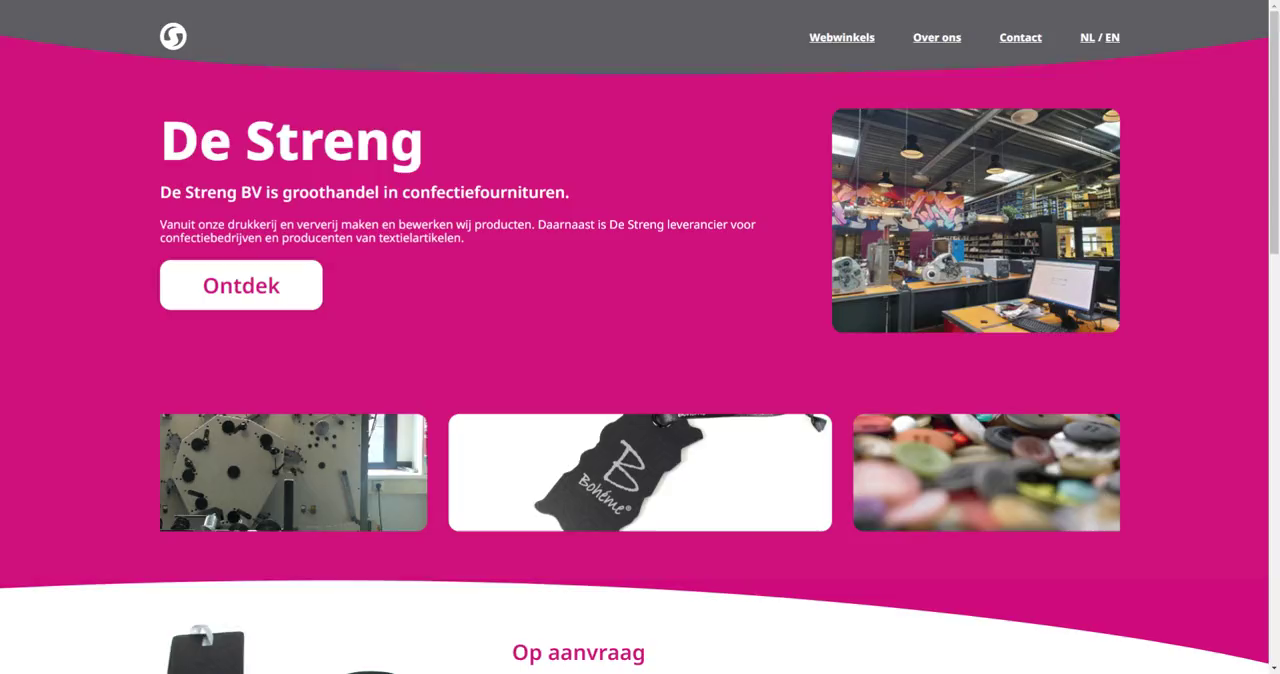 Webwinkels Over ons Contact NL / EN
De Streng
De Streng BV is groothandel in confectiefournituren.
Vanuit onze drukkerij en ververij maken en bewerken wij producten. Daarnaast is De Streng leverancier voor
confectiebedrijven en producenten van textielartikelen.
Ontdek
B
Bohéme®
Op aanvraag